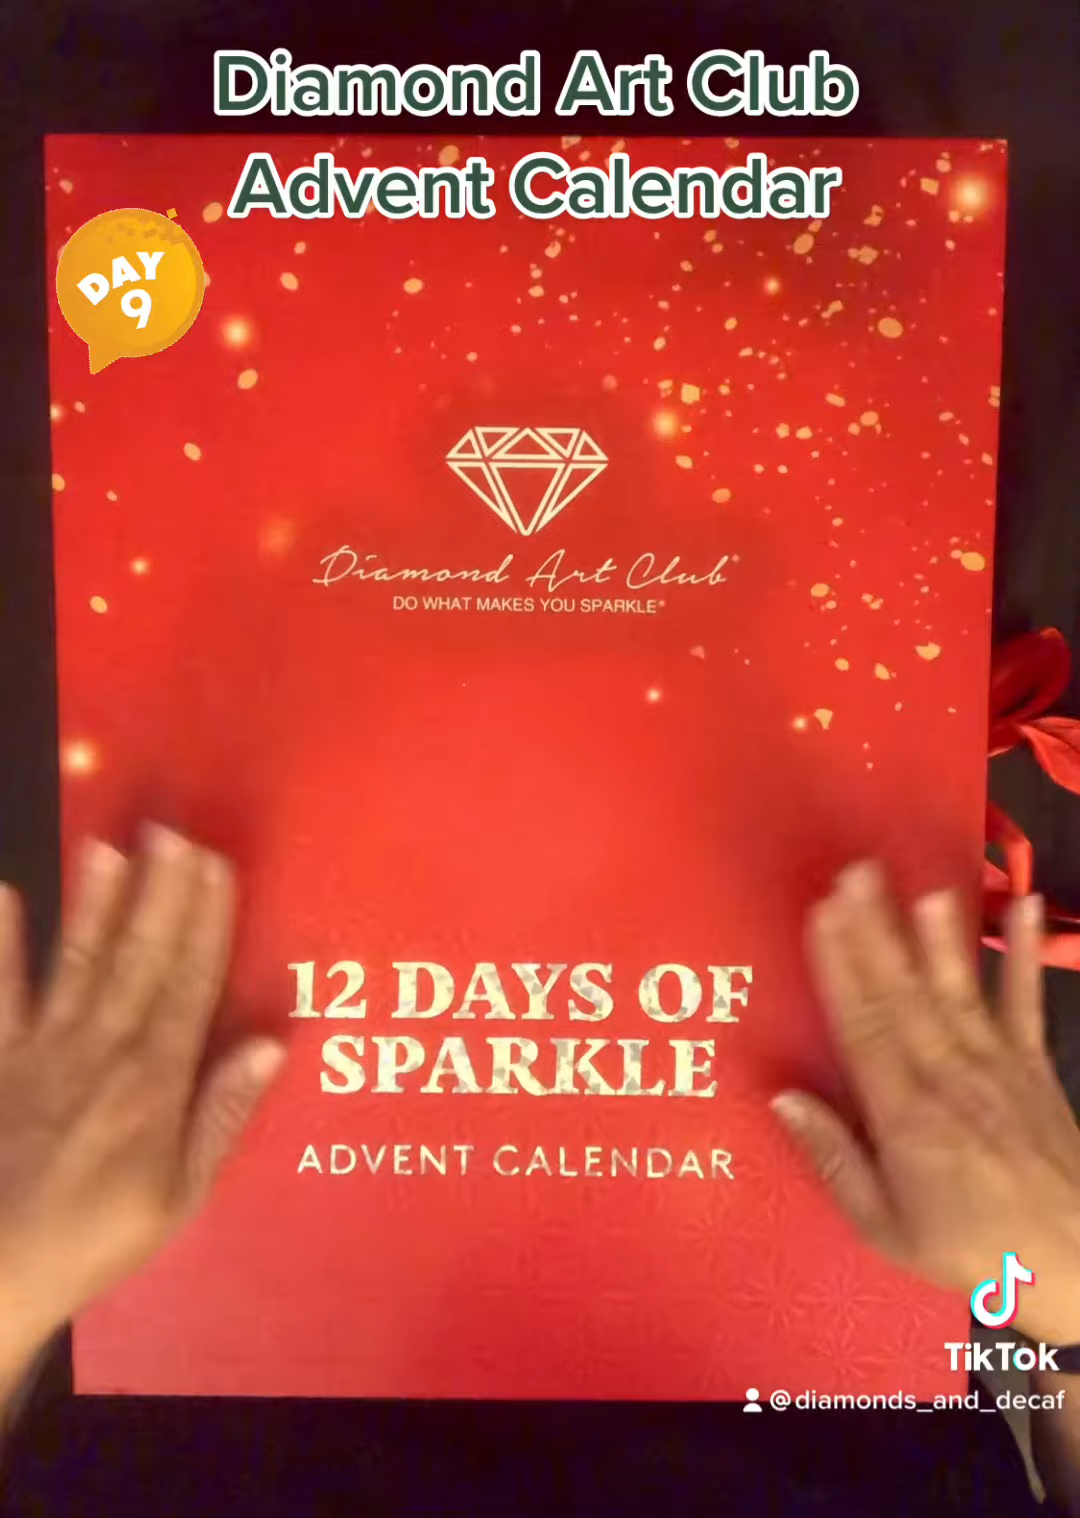 Diamond Art Club
Advent Calendar
DAY
9
Diamond Art Club®
DO WHAT MAKES YOU SPARKLE®
12 DAYS OF
SPARKLE
ADVENT CALENDAR
TikTok
@diamonds_and_decaf